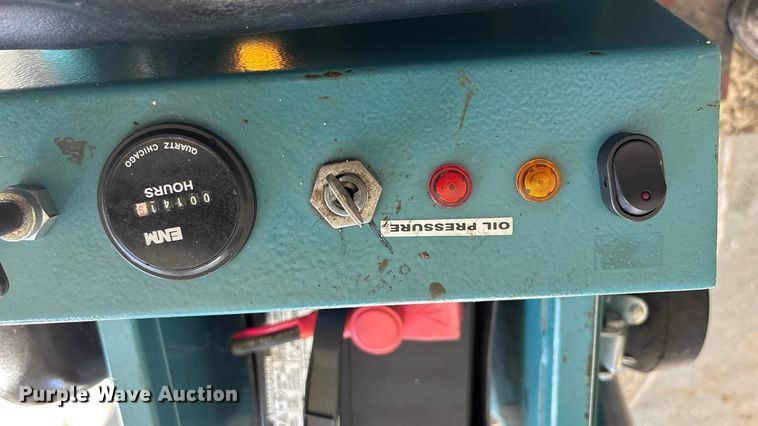 ENM
HOURS
00141
QUARTZ CHICAGO
OIL PRESSURE
Purple Wave Auction